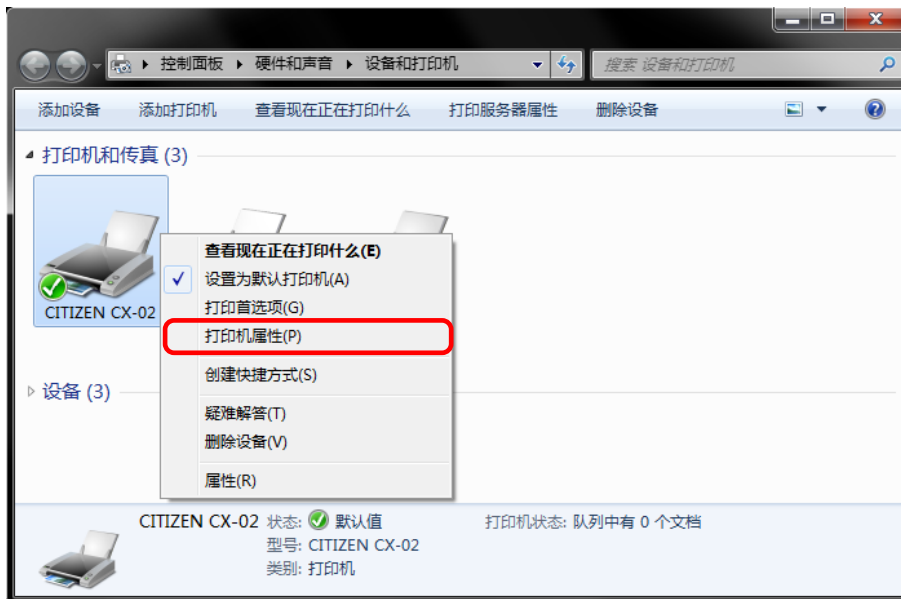 控制面板 硬件和声音 设备和打印机 搜索 设备和打印机
添加设备 添加打印机 查看现在正在打印什么 打印服务器属性 删除设备
打印机和传真 (3)
查看现在正在打印什么(E)
设置为默认打印机(A)
打印首选项(G)
CITIZEN CX-02
打印机属性(P)
创建快捷方式(S)
设备 (3)
疑难解答(T)
删除设备(V)
属性(R)
CITIZEN CX-02 状态: 默认值 打印机状态: 队列中有 0 个文档
型号: CITIZEN CX-02
类别: 打印机